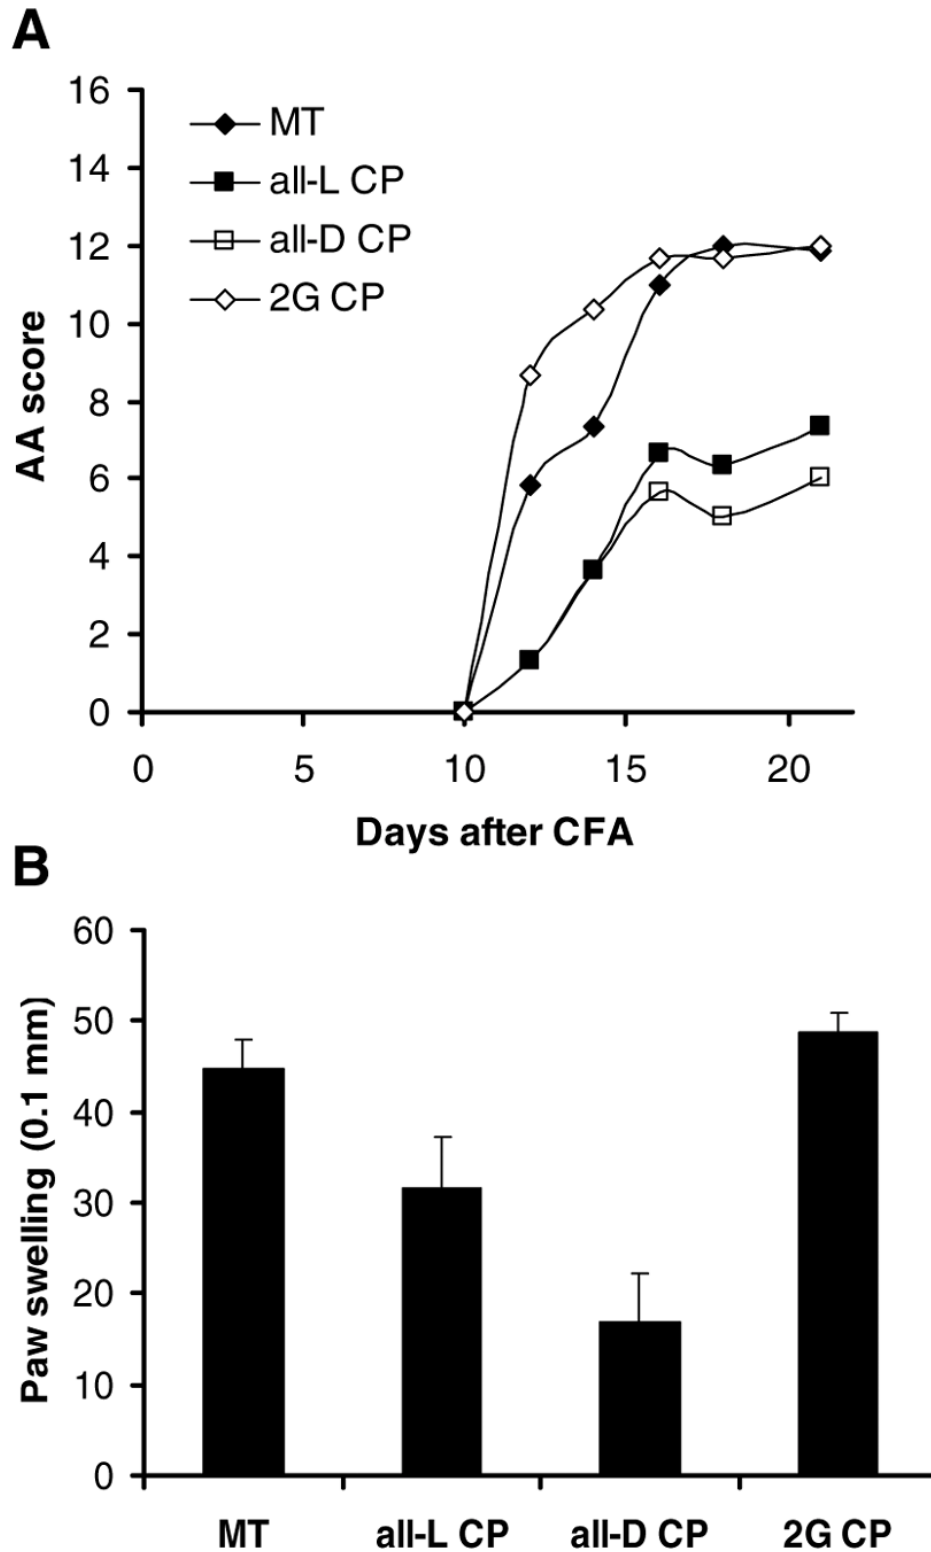 A
16
14
12
10
8
6
4
2
0
AA score
MT
all-L CP
all-D CP
2G CP
0 5 10 15 20
Days after CFA
B
60
50
40
30
20
10
0
Paw swelling (0.1 mm)
MT all-L CP all-D CP 2G CP